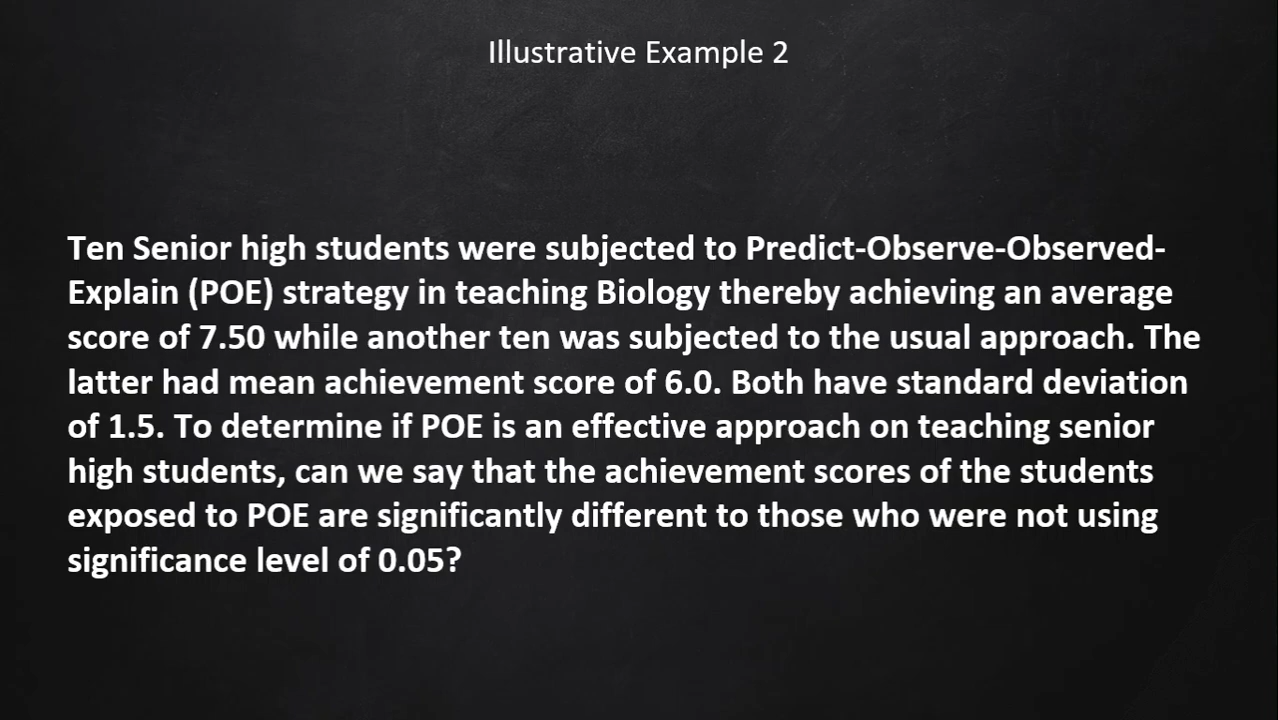 Illustrative Example 2
Ten Senior high students were subjected to Predict-Observe-Observed-
Explain (POE) strategy in teaching Biology thereby achieving an average
score of 7.50 while another ten was subjected to the usual approach. The
latter had mean achievement score of 6.0. Both have standard deviation
of 1.5. To determine if POE is an effective approach on teaching senior
high students, can we say that the achievement scores of the students
exposed to POE are significantly different to those who were not using
significance level of 0.05?